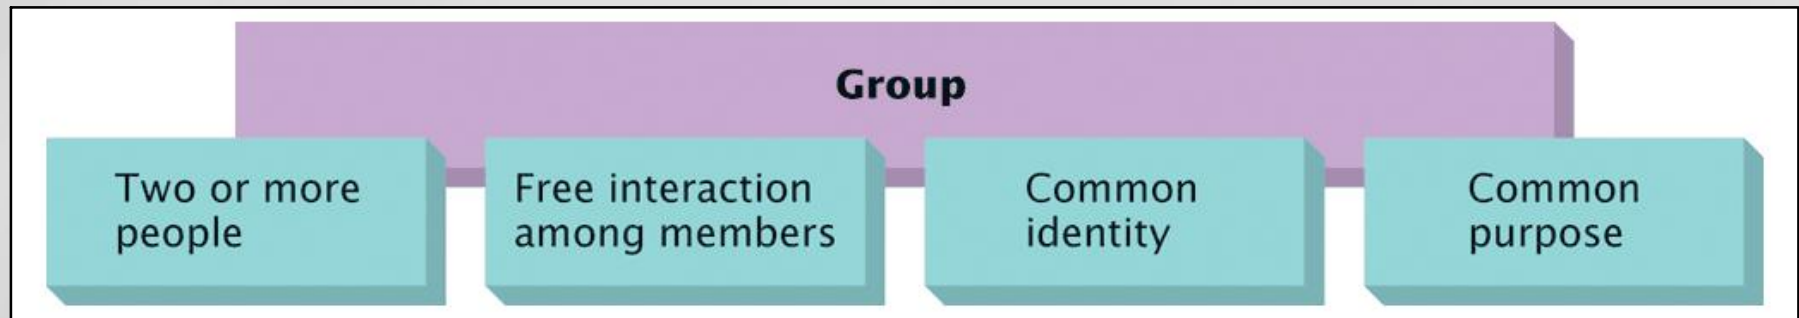 Group
Two or more
people
Free interaction
among members
Common
identity
Common
purpose